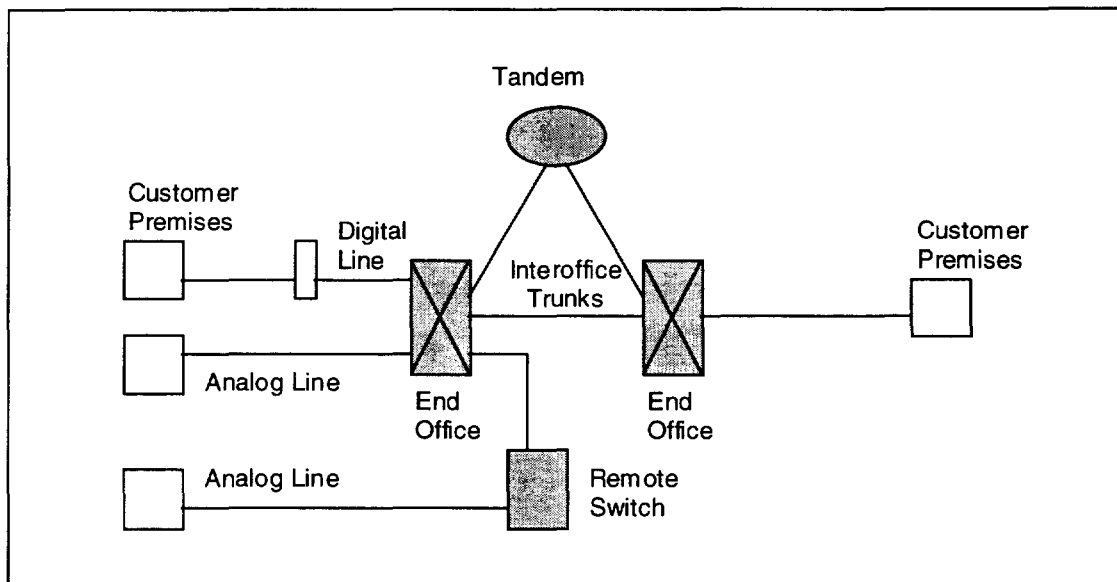 Tandem
Customer
Premises
Digital
Line
Interoffice
Trunks
Customer
Premises
Analog Line
End
Office
End
Office
Analog Line
Remote
Switch